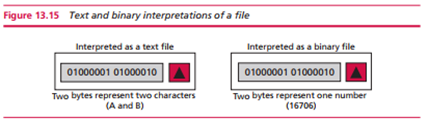 Figure 13.15 Text and binary interpretations of a file
Interpreted as a text file
01000001 01000010
Two bytes represent two characters
(A and B)
Interpreted as a binary file
01000001 01000010
Two bytes represent one number
(16706)